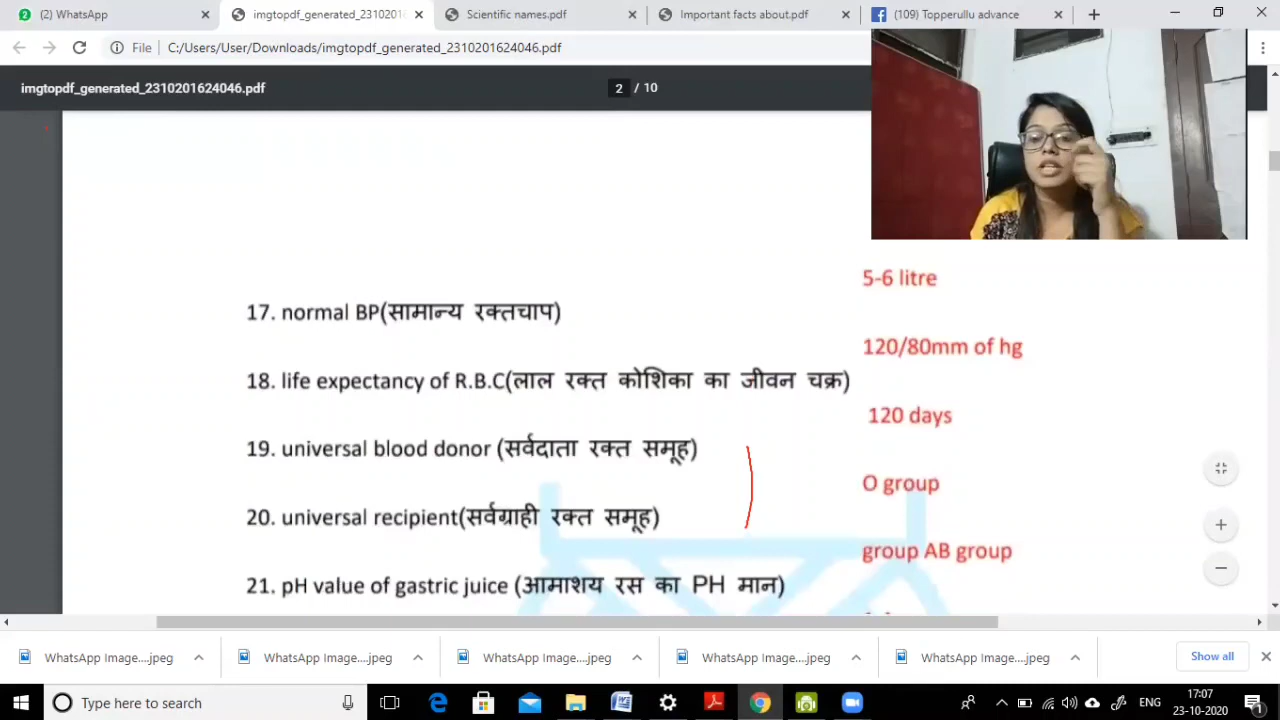 (2) WhatsApp
imgtopdf_generated_2310201
Scientific names.pdf
Important facts about.pdf
(109) Topperullu advance
File
C:/Users/User/Downloads/imgtopdf_generated_2310201624046.pdf
imgtopdf_generated_2310201624046.pdf
2 / 10
5-6 litre
17. normal BP(सामान्य रक्तचाप)
120/80mm of hg
18. life expectancy of R.B.C(लाल रक्त कोशिका का जीवन चक्र)
120 days
19. universal blood donor (सर्वदाता रक्त समूह)
O group
20. universal recipient(सर्वग्राही रक्त समूह)
group AB group
21. pH value of gastric juice (आमाशय रस का PH मान)
WhatsApp Image....jpeg
WhatsApp Image....jpeg
WhatsApp Image....jpeg
WhatsApp Image....jpeg
WhatsApp Image....jpeg
Show all
Type here to search
ENG
17:07
23-10-2020